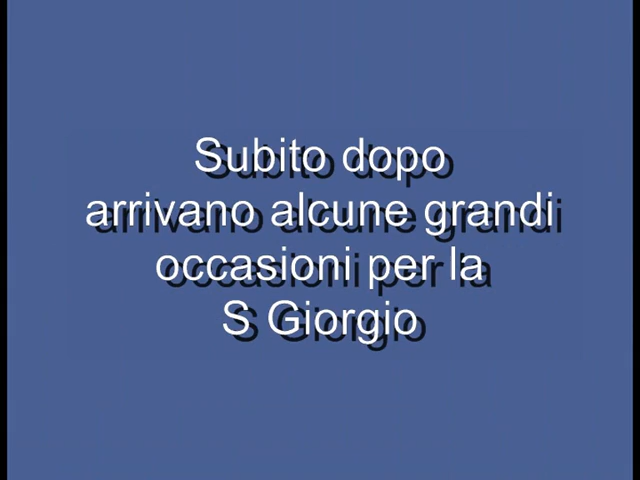 Subito dopo
arrivano alcune grandi
occasioni per la
S Giorgio